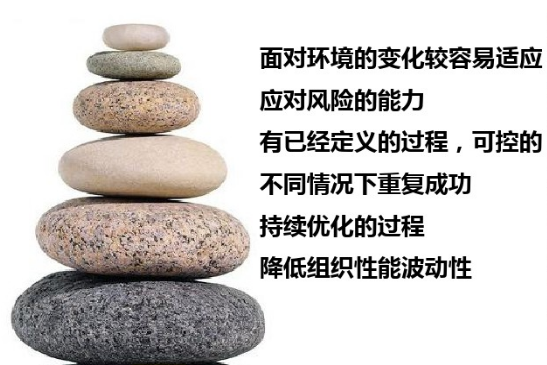 面对环境的变化较容易适应
应对风险的能力
有已经定义的过程，可控的
不同情况下重复成功
持续优化的过程
降低组织性能波动性